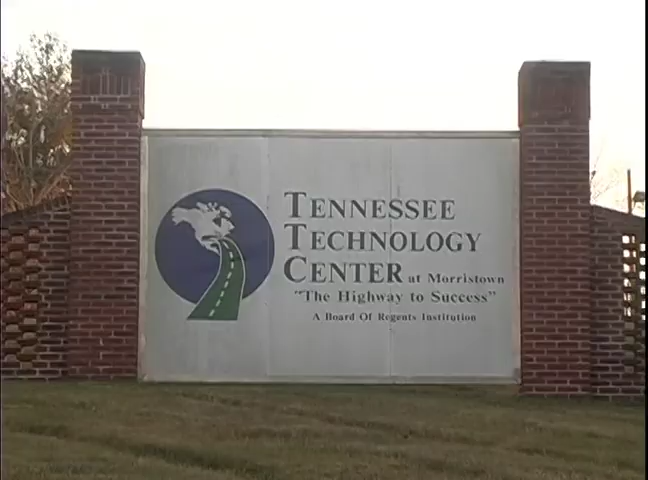 TENNESSEE
TECHNOLOGY
CENTER at Morristown
"The Highway to Success"
A Board Of Regents Institution